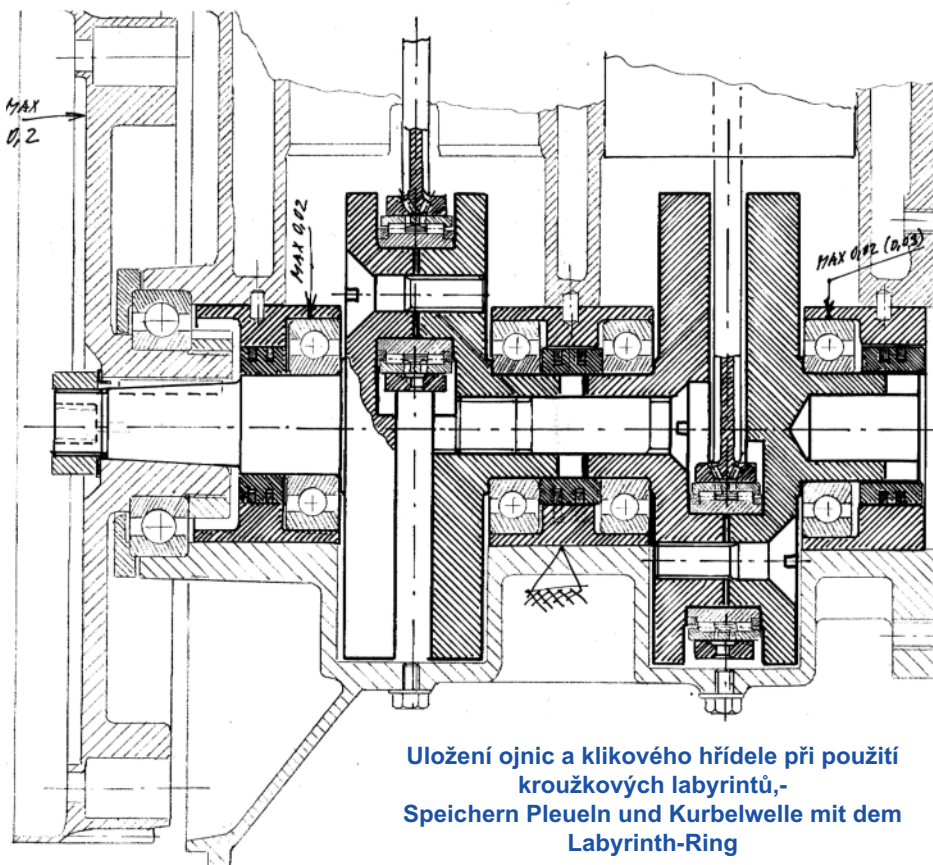 MAX
0,2
MAX 0,02
MAX 0,02 (0,03)
Uložení ojnic a klikového hřídele při použití
kroužkových labyrintů,-
Speichern Pleueln und Kurbelwelle mit dem
Labyrinth-Ring